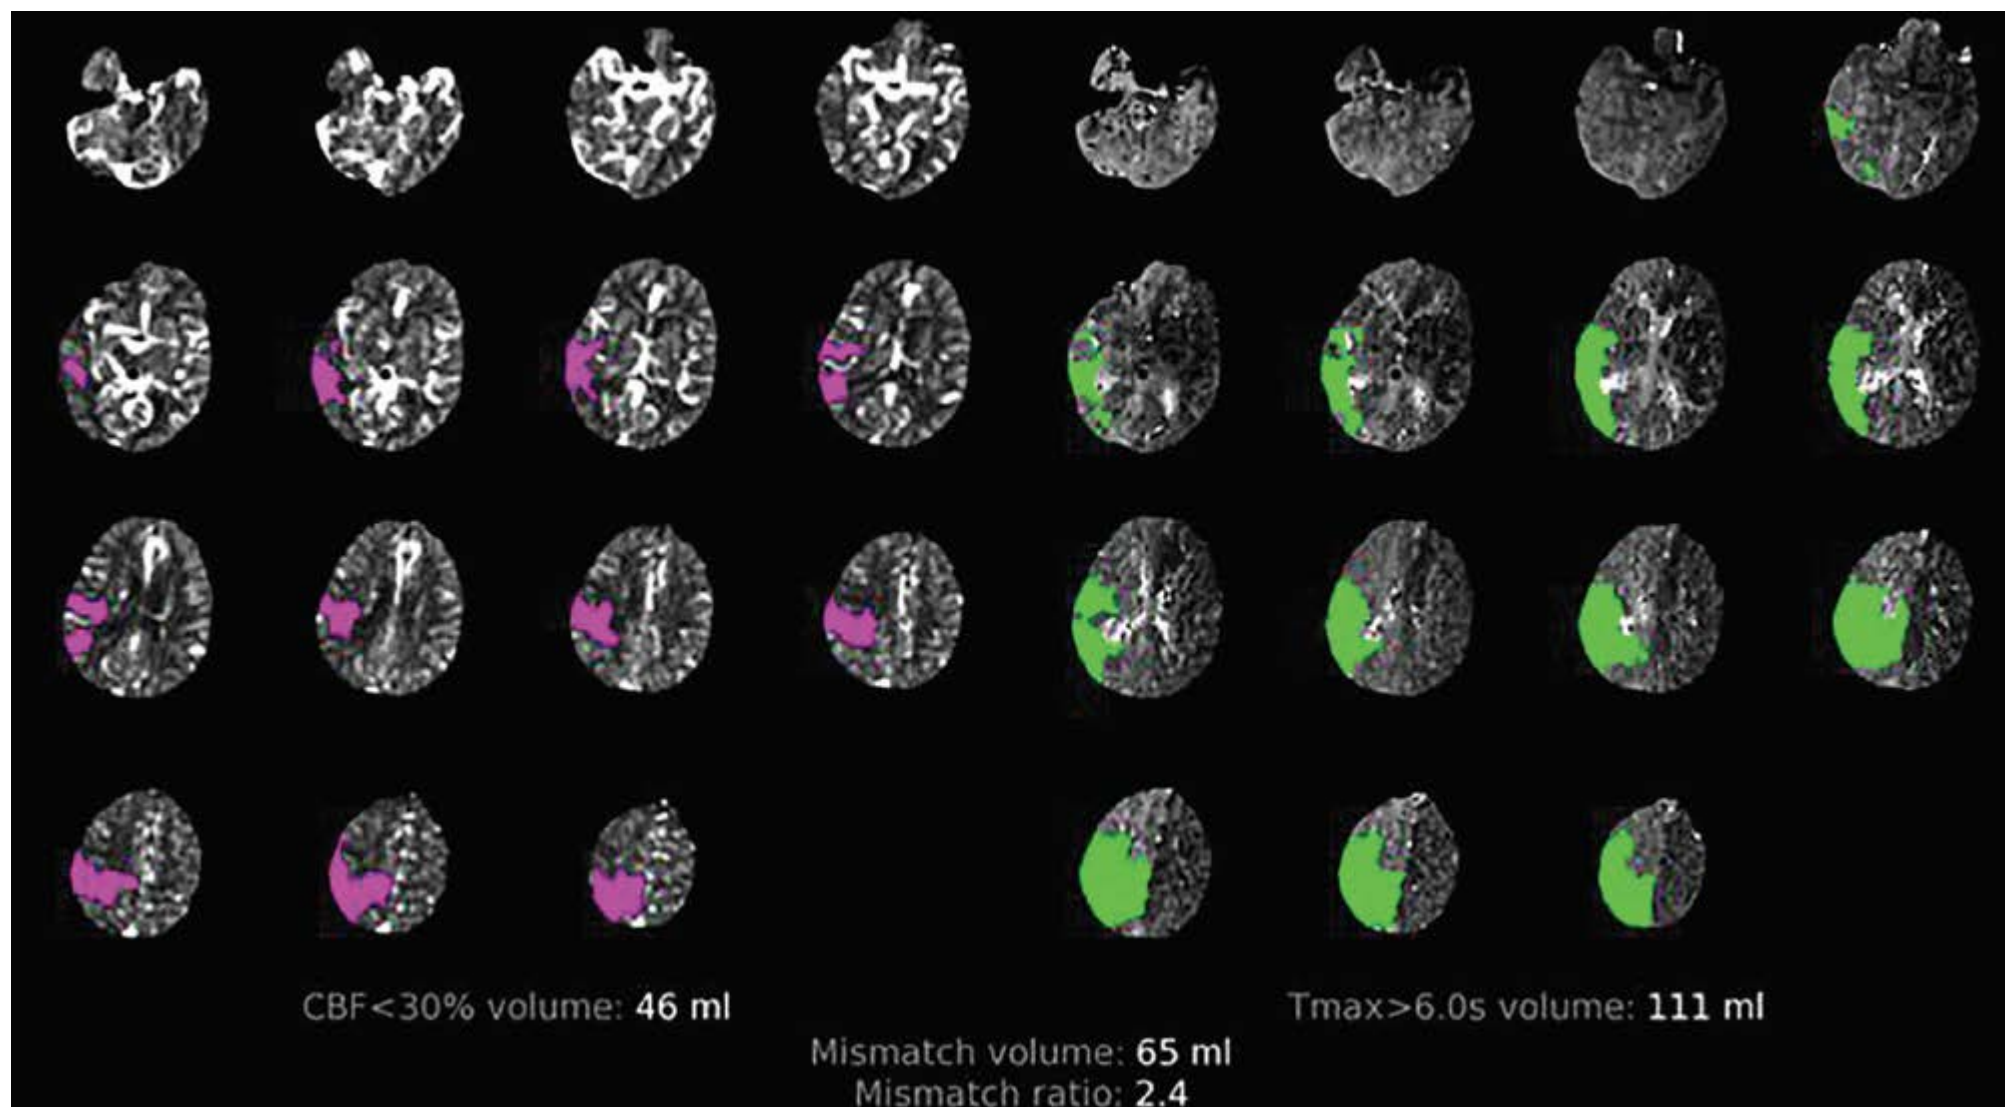 CBF<30% volume: 46 ml
Tmax>6.0s volume: 111 ml
Mismatch volume: 65 ml
Mismatch ratio: 2.4